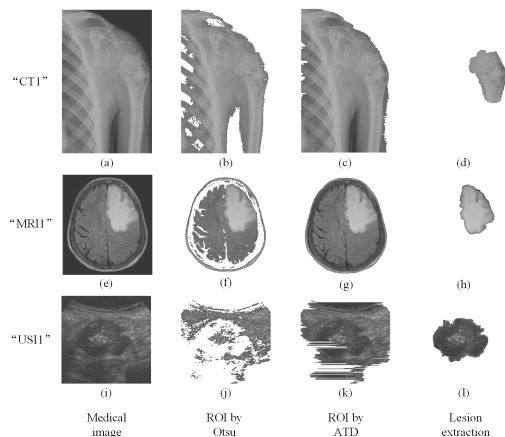 “CT1”
(a) (b) (c) (d)
“MRI1”
(e) (f) (g) (h)
“USI1”
(i) (j) (k) (l)
Medical image
ROI by Otsu
ROI by ATD
Lesion extraction